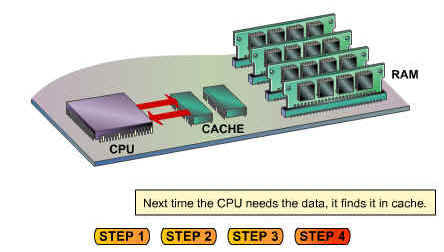 RAM
CACHE
CPU
Next time the CPU needs the data, it finds it in cache.
STEP 1 STEP 2 STEP 3 STEP 4